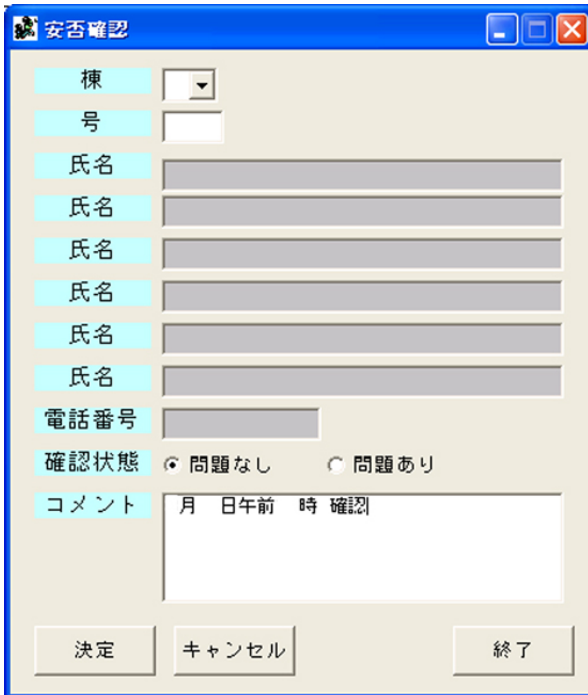 安否確認
棟
号
氏名
氏名
氏名
氏名
氏名
氏名
電話番号
確認状態 問題なし 問題あり
コメント 月 日午前 時 確認
決定 キャンセル 終了